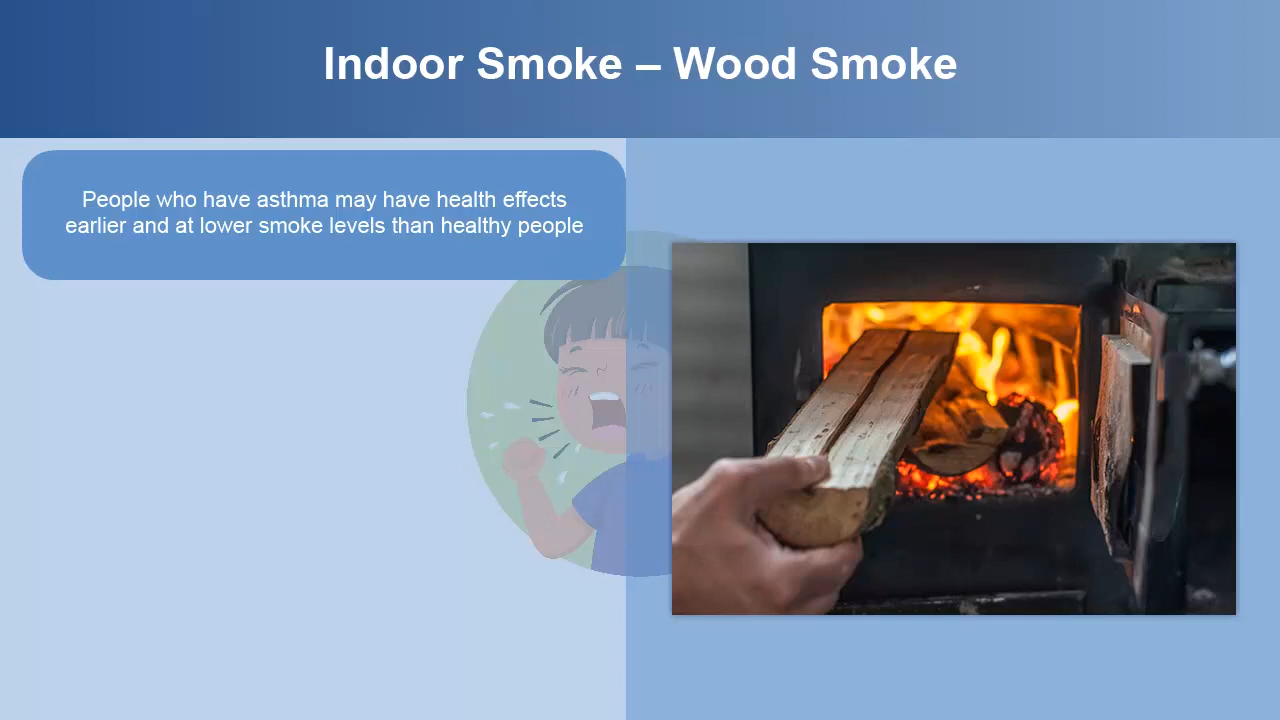 Indoor Smoke – Wood Smoke
People who have asthma may have health effects
earlier and at lower smoke levels than healthy people